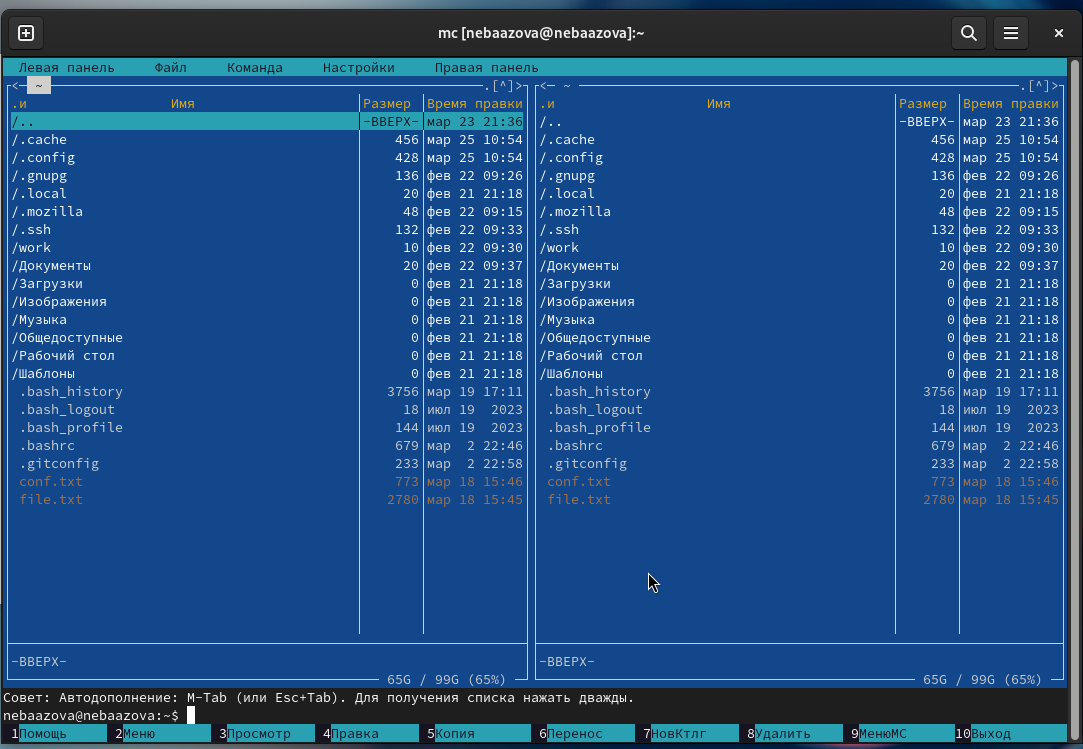 mc [nebaazova@nebaazova]:~
Левая панель Файл Команда Настройки Правая панель
<─ ~ .[^]> <─ ~ .[^]>
.и Имя Размер Время правки .и Имя Размер Время правки
/.. -ВВЕРХ- мар 23 21:36 /.. -ВВЕРХ- мар 23 21:36
/.cache 456 мар 25 10:54 /.cache 456 мар 25 10:54
/.config 428 мар 25 10:54 /.config 428 мар 25 10:54
/.gnupg 136 фев 22 09:26 /.gnupg 136 фев 22 09:26
/.local 20 фев 21 21:18 /.local 20 фев 21 21:18
/.mozilla 48 фев 22 09:15 /.mozilla 48 фев 22 09:15
/.ssh 132 фев 22 09:33 /.ssh 132 фев 22 09:33
/work 10 фев 22 09:30 /work 10 фев 22 09:30
/Документы 20 фев 22 09:37 /Документы 20 фев 22 09:37
/Загрузки 0 фев 21 21:18 /Загрузки 0 фев 21 21:18
/Изображения 0 фев 21 21:18 /Изображения 0 фев 21 21:18
/Музыка 0 фев 21 21:18 /Музыка 0 фев 21 21:18
/Общедоступные 0 фев 21 21:18 /Общедоступные 0 фев 21 21:18
/Рабочий стол 0 фев 21 21:18 /Рабочий стол 0 фев 21 21:18
/Шаблоны 0 фев 21 21:18 /Шаблоны 0 фев 21 21:18
.bash_history 3756 мар 19 17:11 .bash_history 3756 мар 19 17:11
.bash_logout 18 июл 19 2023 .bash_logout 18 июл 19 2023
.bash_profile 144 июл 19 2023 .bash_profile 144 июл 19 2023
.bashrc 679 мар 2 22:46 .bashrc 679 мар 2 22:46
.gitconfig 233 мар 2 22:58 .gitconfig 233 мар 2 22:58
conf.txt 773 мар 18 15:46 conf.txt 773 мар 18 15:46
file.txt 2780 мар 18 15:45 file.txt 2780 мар 18 15:45
-ВВЕРХ- -ВВЕРХ-
65G / 99G (65%) 65G / 99G (65%)
Совет: Автодополнение: M-Tab (или Esc+Tab). Для получения списка нажать дважды.
nebaazova@nebaazova:~$
1Помощь 2Меню 3Просмотр 4Правка 5Копия 6Перенос 7НовКтлг 8Удалить 9МенюMC 10Выход